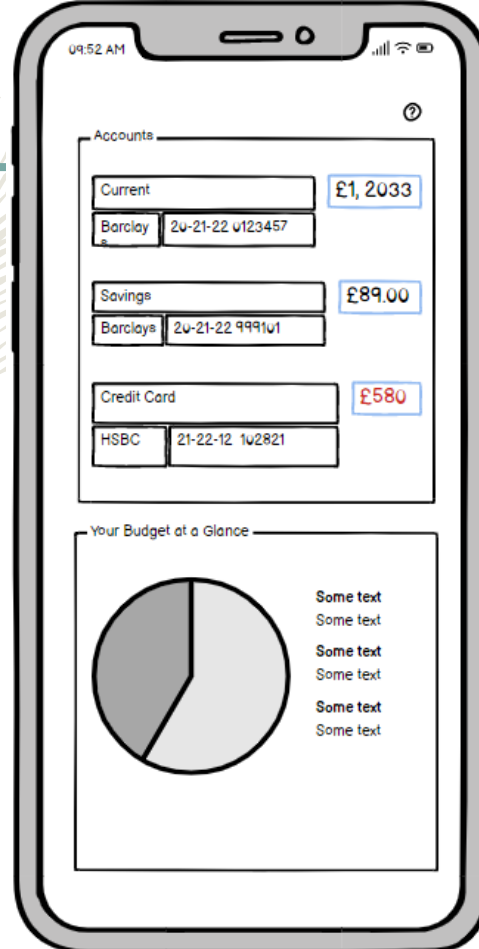 09:52 AM
?
Accounts
Current
£1, 2033
Barclay
s
20-21-22 0123457
Savings
£89.00
Barclays
20-21-22 999101
Credit Card
£580
HSBC
21-22-12 102821
Your Budget at a Glance
Some text
Some text
Some text
Some text
Some text
Some text